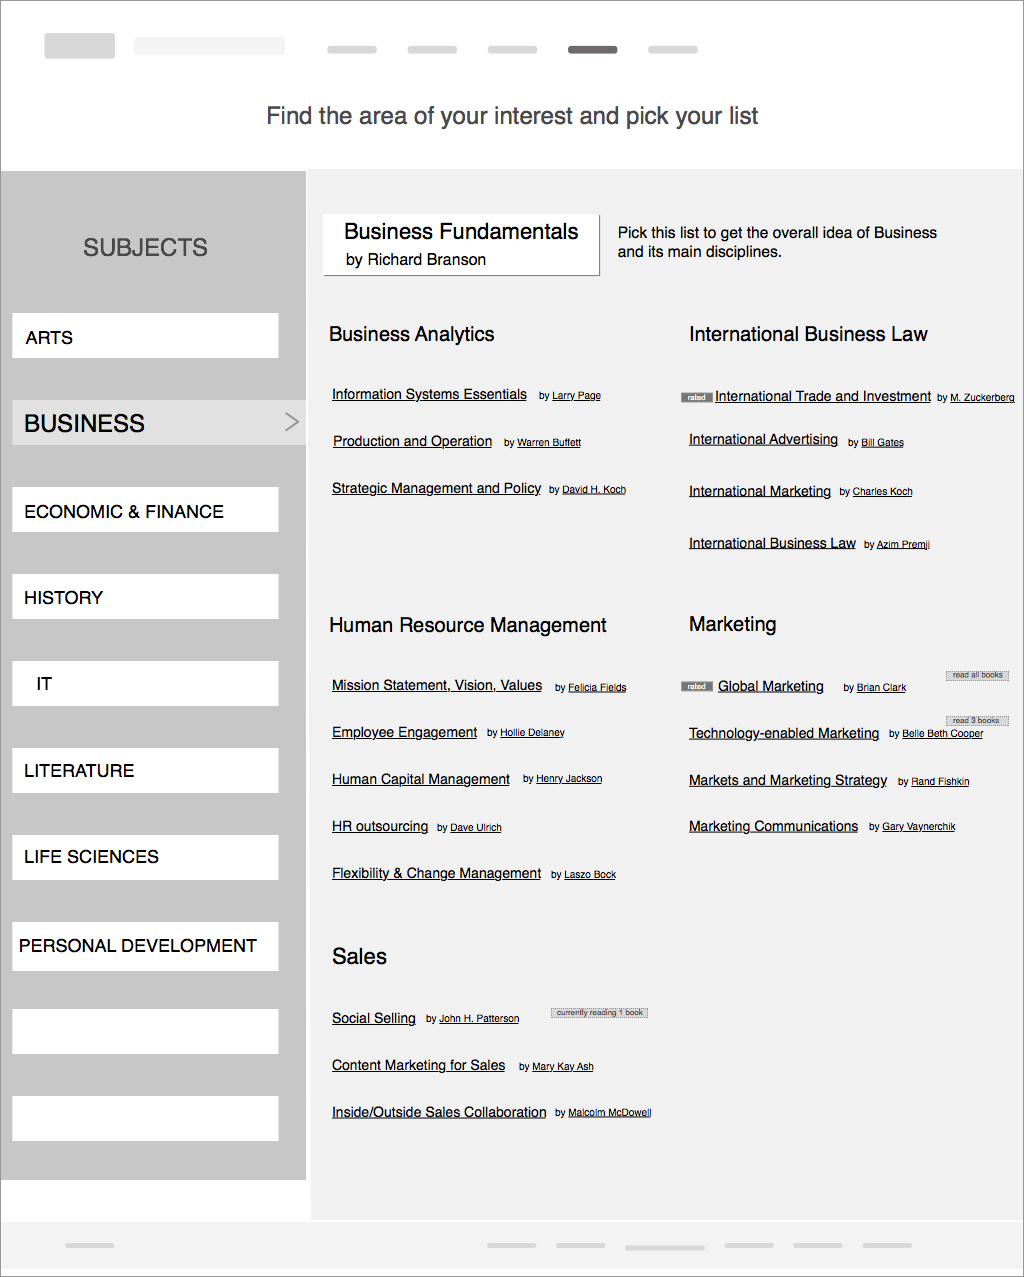 Find the area of your interest and pick your list
SUBJECTS
ARTS
BUSINESS
ECONOMIC & FINANCE
HISTORY
IT
LITERATURE
LIFE SCIENCES
PERSONAL DEVELOPMENT
Business Fundamentals
by Richard Branson
Pick this list to get the overall idea of Business
and its main disciplines.
Business Analytics
Information Systems Essentials by Larry Page
Production and Operation by Warren Buffett
Strategic Management and Policy by David H. Koch
International Business Law
rated International Trade and Investment by M. Zuckerberg
International Advertising by Bill Gates
International Marketing by Charles Koch
International Business Law by Azim Premji
Human Resource Management
Mission Statement, Vision, Values by Felicia Fields
Employee Engagement by Hollie Delaney
Human Capital Management by Henry Jackson
HR outsourcing by Dave Ulrich
Flexibility & Change Management by Laszo Bock
Marketing
read all books
rated Global Marketing by Brian Clark
read 3 books
Technology-enabled Marketing by Belle Beth Cooper
Markets and Marketing Strategy by Rand Fishkin
Marketing Communications by Gary Vaynerchik
Sales
Social Selling by John H. Patterson currently reading 1 book
Content Marketing for Sales by Mary Kay Ash
Inside/Outside Sales Collaboration by Malcolm McDowell